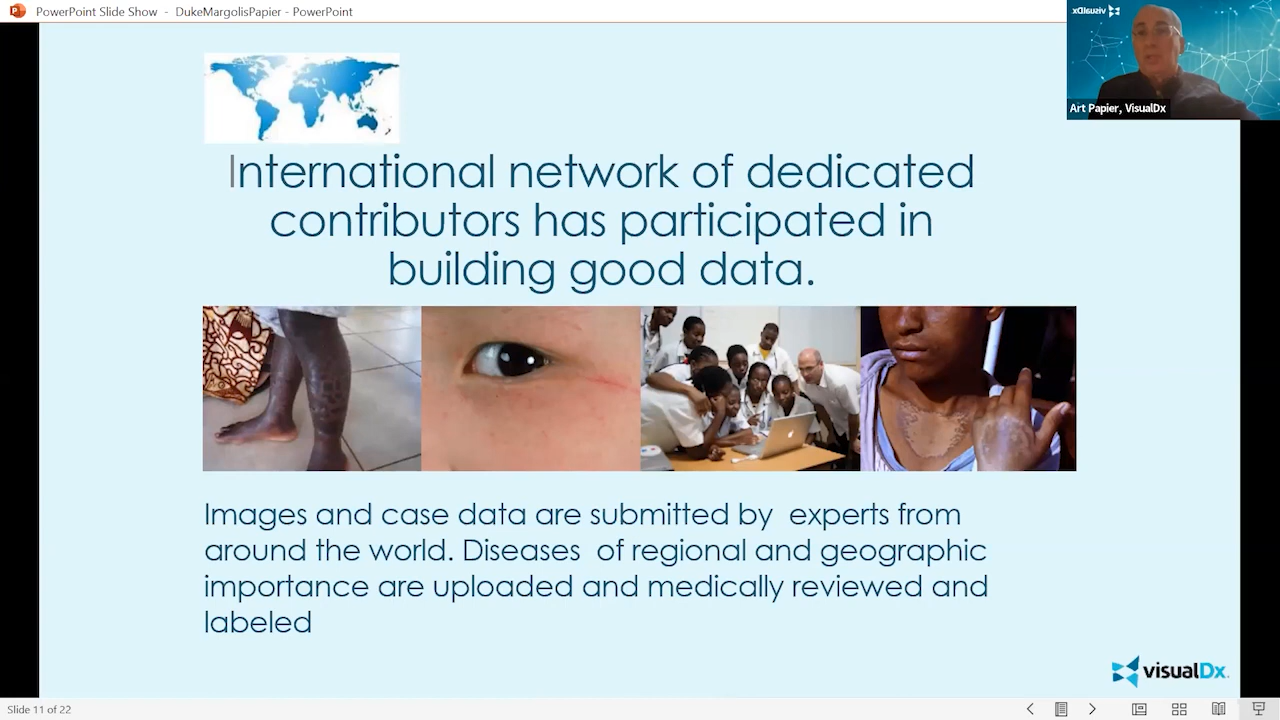 PowerPoint Slide Show - DukeMargolisPapier - PowerPoint
visualDx
Art Papier, VisualDx
International network of dedicated
contributors has participated in
building good data.
Images and case data are submitted by experts from
around the world. Diseases of regional and geographic
importance are uploaded and medically reviewed and
labeled
visualDx.
Slide 11 of 22